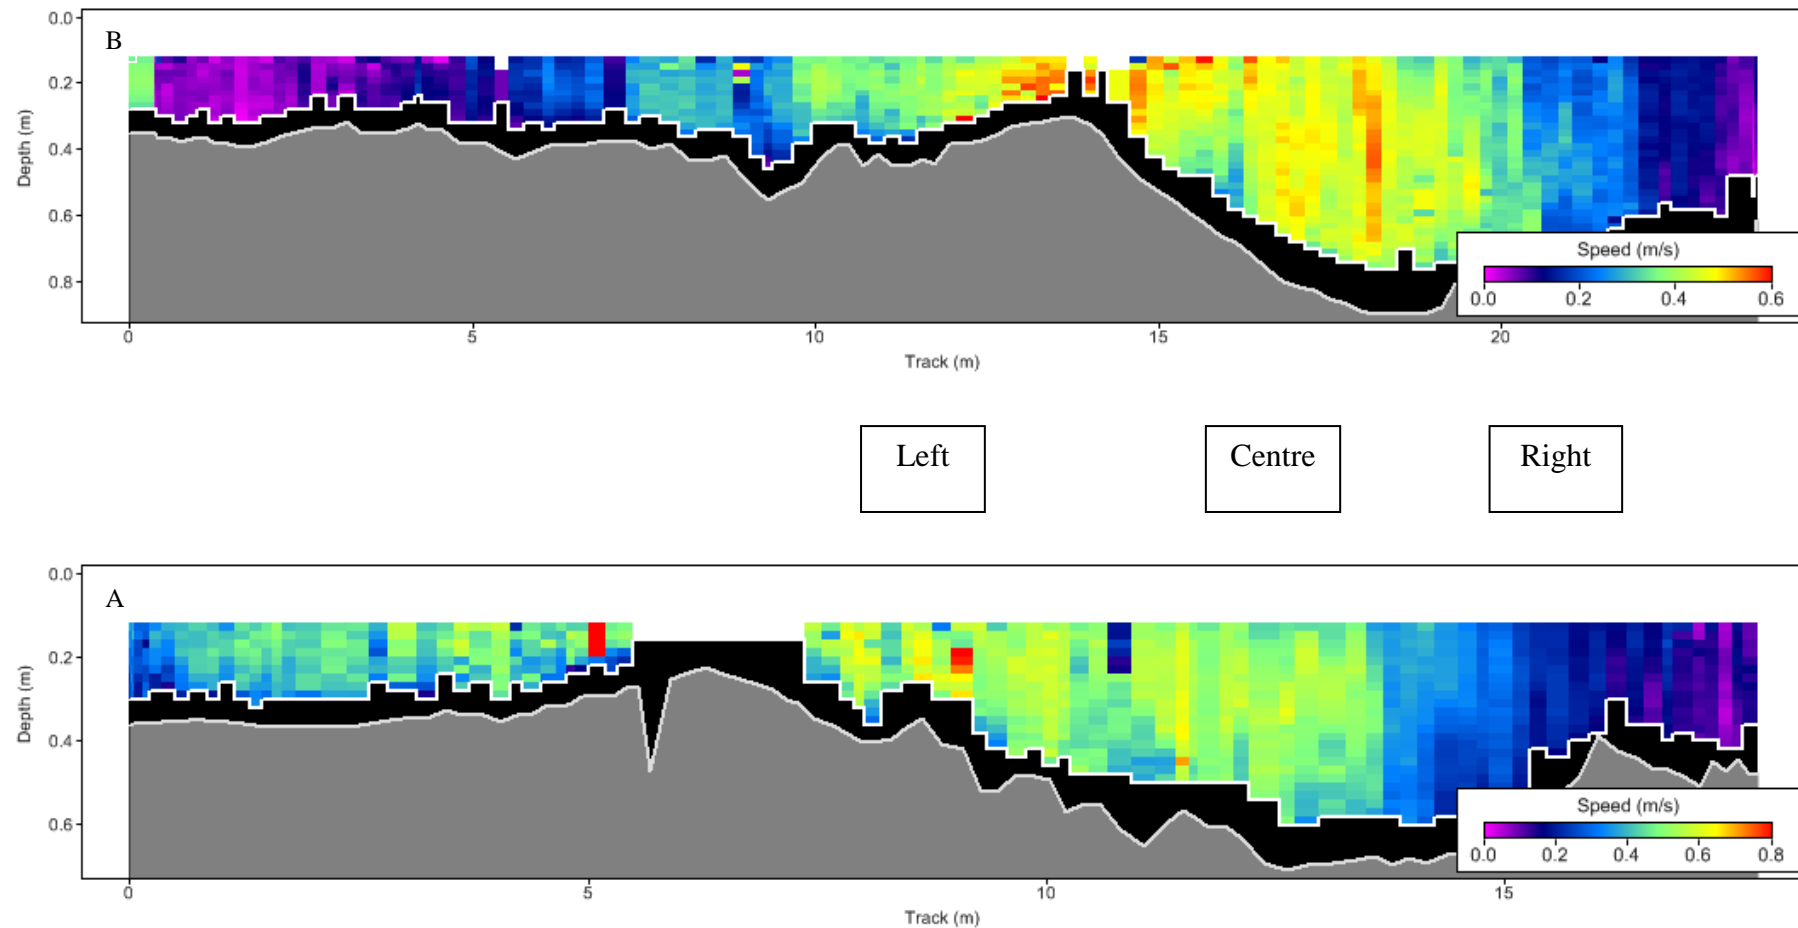 B
0.0
0.2
0.4
0.6
0.8
Depth (m)
Speed (m/s)
0.0 0.2 0.4 0.6
0 5 10 15 20
Track (m)
Left Centre Right
A
0.0
0.2
0.4
0.6
Depth (m)
Speed (m/s)
0.0 0.2 0.4 0.6 0.8
0 5 10 15
Track (m)